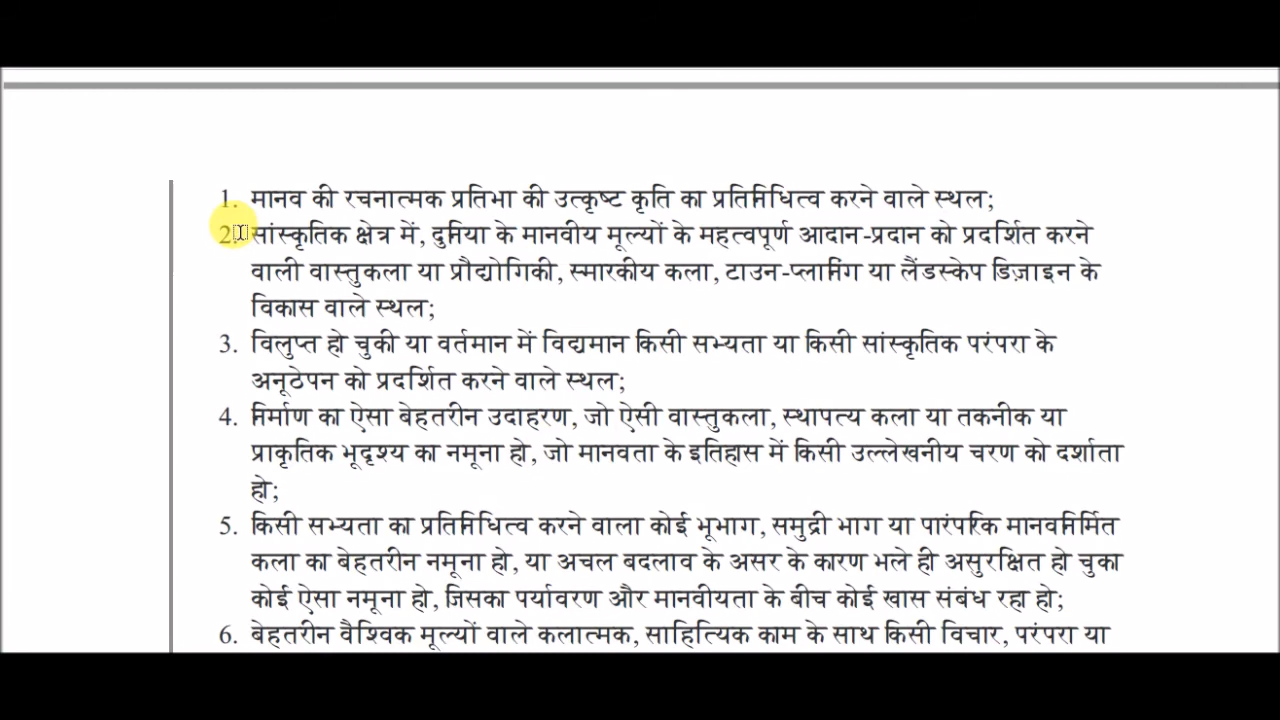 1. मानव की रचनात्मक प्रतिभा की उत्कृष्ट कृति का प्रतिनिधित्व करने वाले स्थल;
2. सांस्कृतिक क्षेत्र में, दुनिया के मानवीय मूल्यों के महत्वपूर्ण आदान-प्रदान को प्रदर्शित करने
वाली वास्तुकला या प्रौद्योगिकी, स्मारकीय कला, टाउन-प्लानिंग या लैंडस्केप डिज़ाइन के
विकास वाले स्थल;
3. विलुप्त हो चुकी या वर्तमान में विद्यमान किसी सभ्यता या किसी सांस्कृतिक परंपरा के
अनूठेपन को प्रदर्शित करने वाले स्थल;
4. निर्माण का ऐसा बेहतरीन उदाहरण, जो ऐसी वास्तुकला, स्थापत्य कला या तकनीक या
प्राकृतिक भूदृश्य का नमूना हो, जो मानवता के इतिहास में किसी उल्लेखनीय चरण को दर्शाता
हो;
5. किसी सभ्यता का प्रतिनिधित्व करने वाला कोई भूभाग, समुद्री भाग या पारंपरिक मानवनिर्मित
कला का बेहतरीन नमूना हो, या अचल बदलाव के असर के कारण भले ही असुरक्षित हो चुका
कोई ऐसा नमूना हो, जिसका पर्यावरण और मानवीयता के बीच कोई खास संबंध रहा हो;
6. बेहतरीन वैश्विक मूल्यों वाले कलात्मक, साहित्यिक काम के साथ किसी विचार, परंपरा या